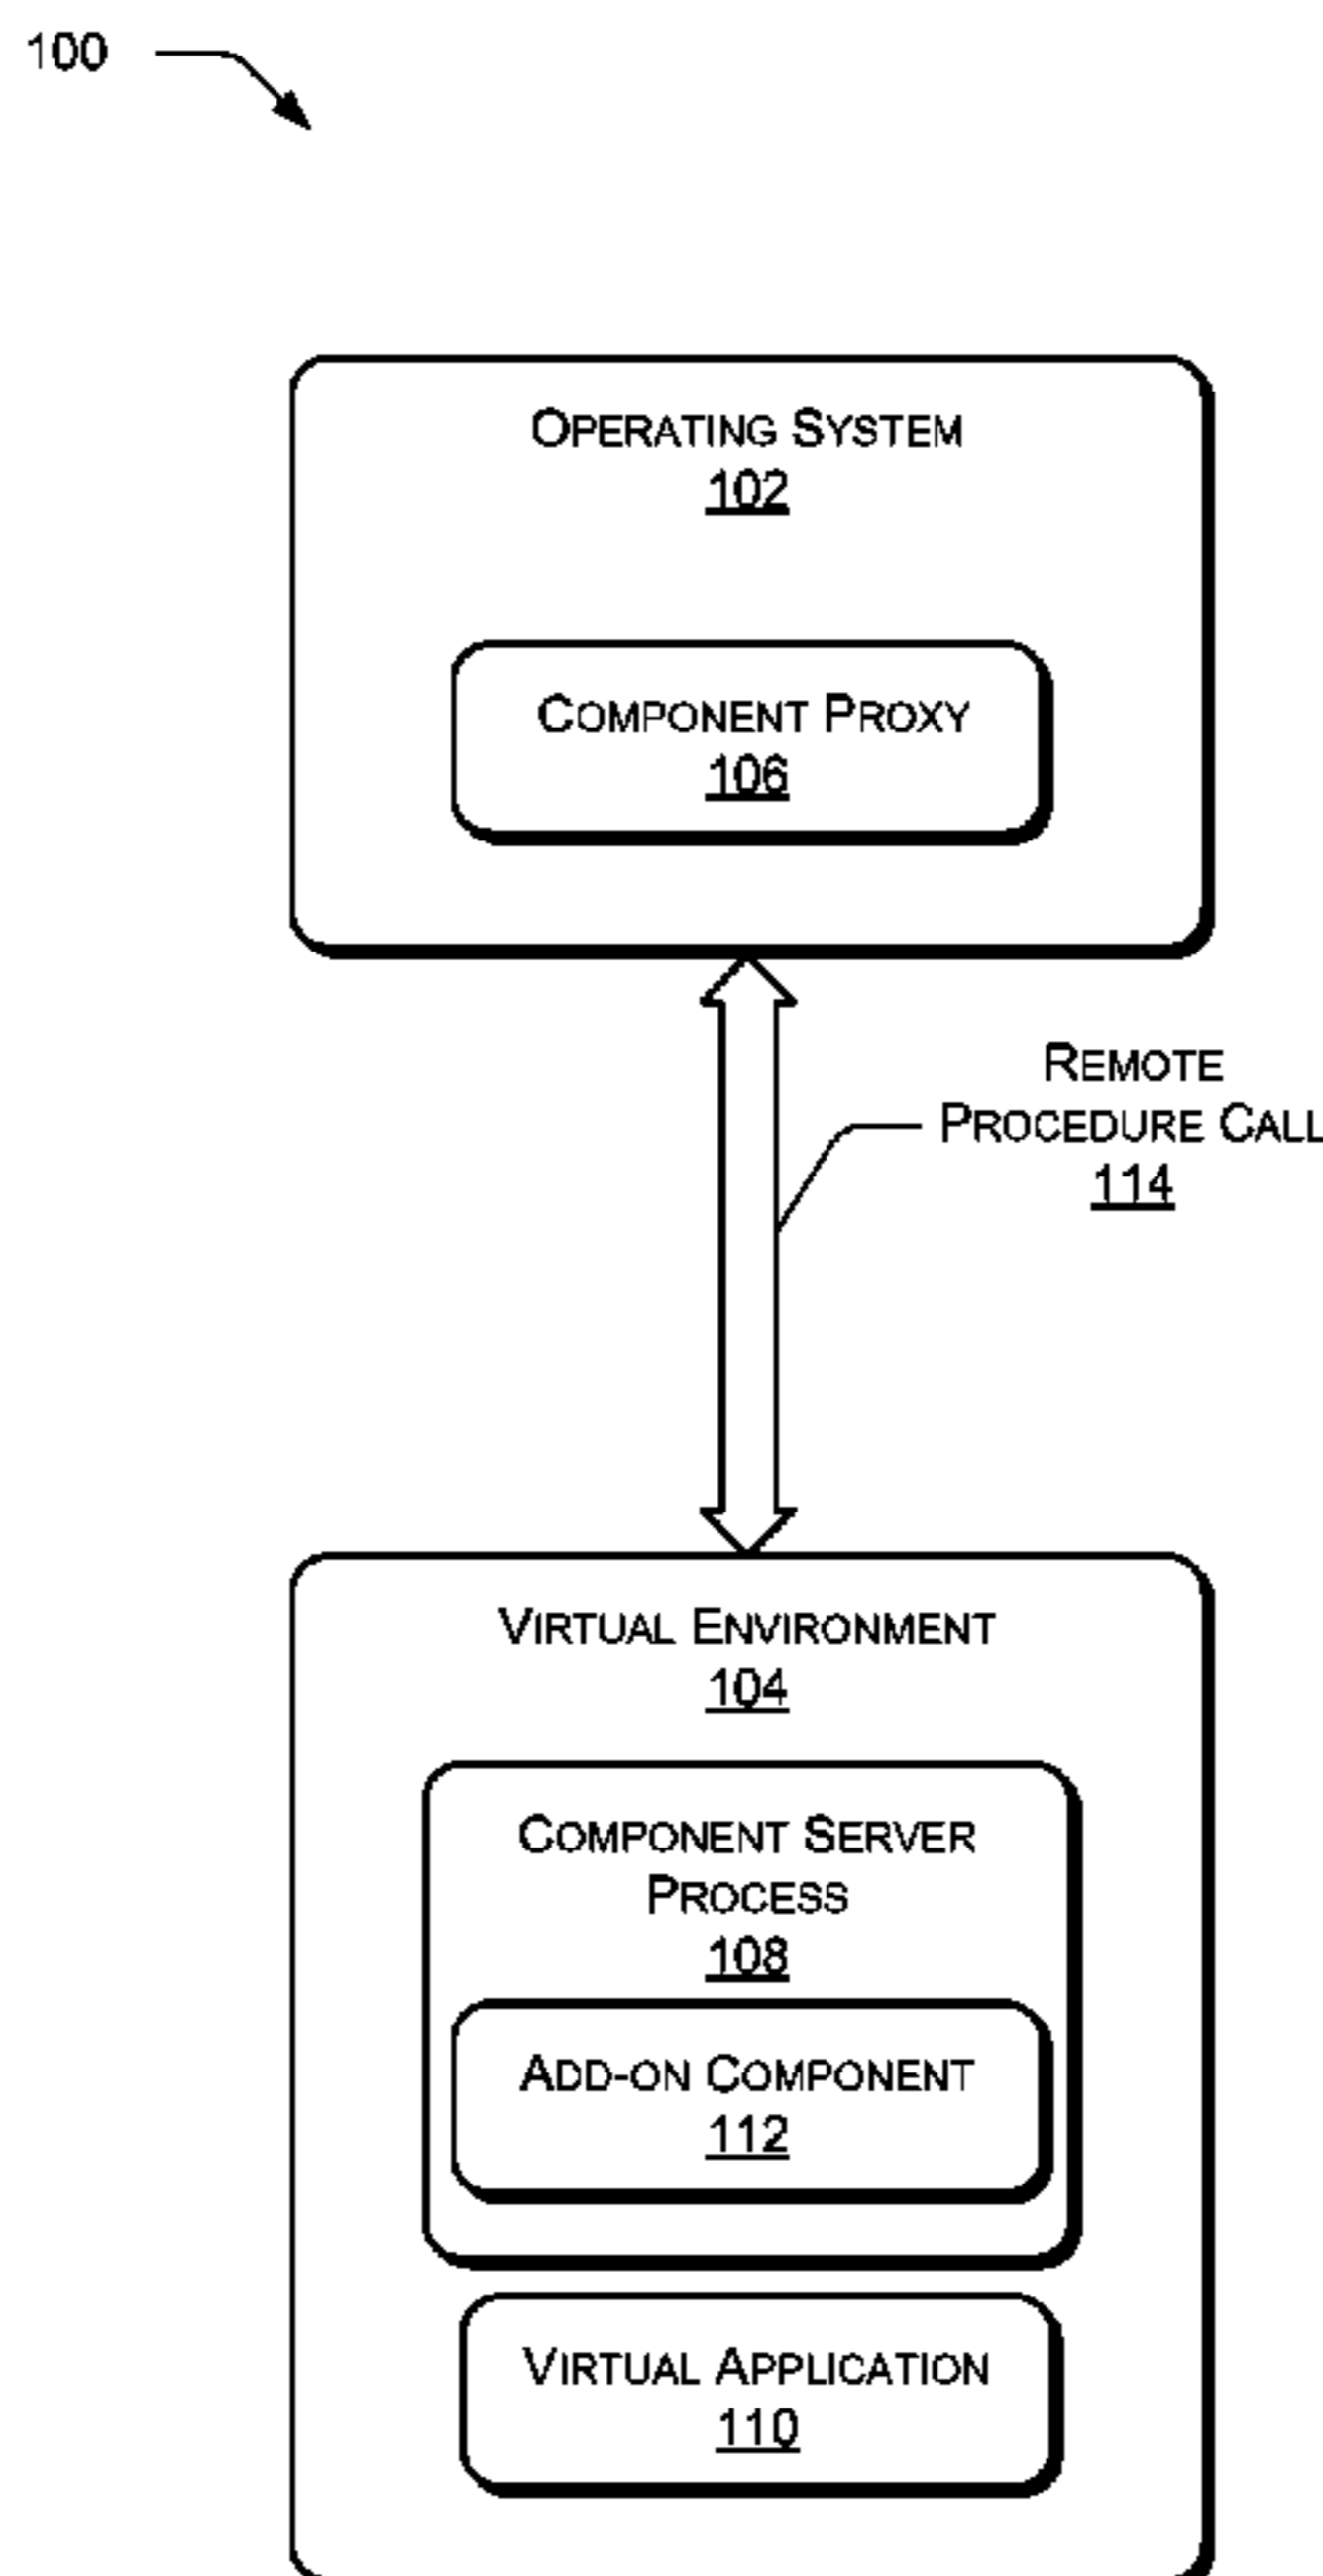 100
OPERATING SYSTEM
102
COMPONENT PROXY
106
REMOTE
PROCEDURE CALL
114
VIRTUAL ENVIRONMENT
104
COMPONENT SERVER
PROCESS
108
ADD-ON COMPONENT
112
VIRTUAL APPLICATION
110